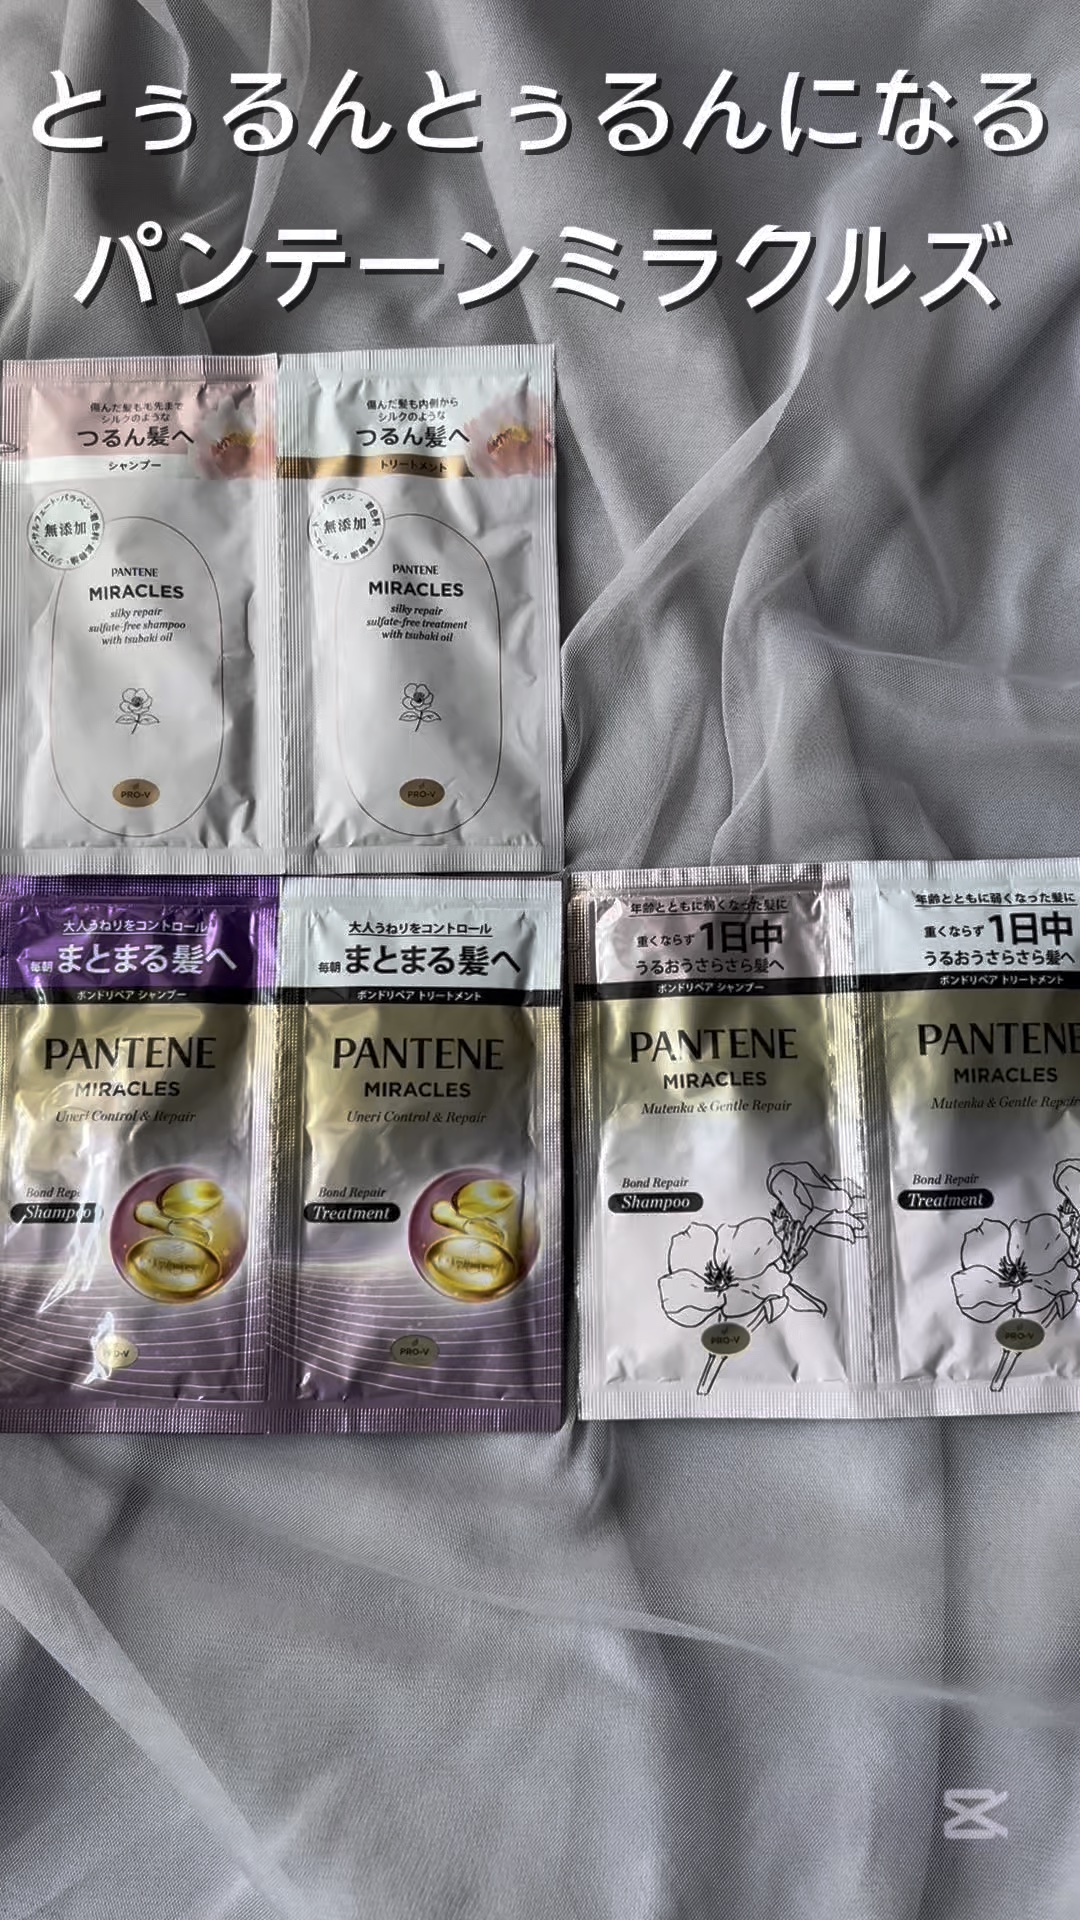 とぅるんとぅるんになる
パンテーンミラクルズ
傷んだ髪も毛先まで
シルクのような
つるん髪へ
シャンプー
無添加
PANTENE
MIRACLES
silky repair
sulfate-free shampoo
with tsubaki oil
PRO-V
傷んだ髪も内側から
シルクのような
つるん髪へ
トリートメント
無添加
PANTENE
MIRACLES
silky repair
sulfate-free treatment
with tsubaki oil
PRO-V
大人うねりをコントロール
毎朝まとまる髪へ
ボンドリペア シャンプー
PANTENE
MIRACLES
Uneri Control & Repair
Bond Rep
Shampoo
PRO-V
大人うねりをコントロール
毎朝まとまる髪へ
ボンドリペア トリートメント
PANTENE
MIRACLES
Uneri Control & Repair
Bond Repair
Treatment
PRO-V
年齢とともに弱くなった髪に
重くならず 1日中
うるおうさらさら髪へ
ボンドリペア シャンプー
PANTENE
MIRACLES
Mutenka & Gentle Repair
Bond Repair
Shampoo
PRO-V
年齢とともに弱くなった髪に
重くならず 1日中
うるおうさらさら髪へ
ボンドリペア トリートメント
PANTENE
MIRACLES
Mutenka & Gentle Repair
Bond Repair
Treatment
PRO-V